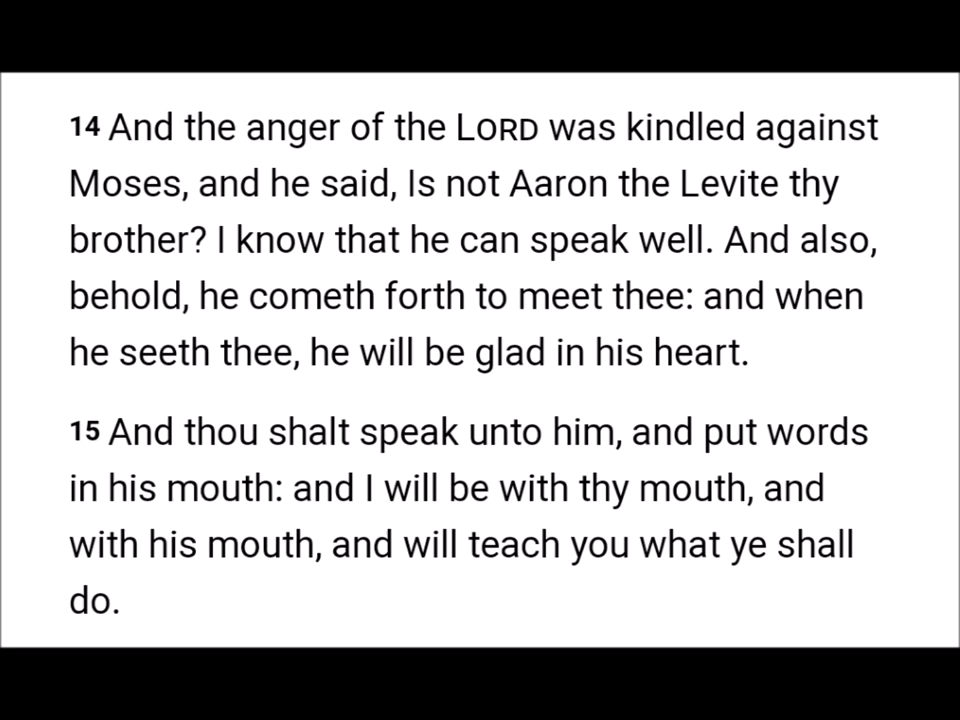 14 And the anger of the LORD was kindled against
Moses, and he said, Is not Aaron the Levite thy
brother? I know that he can speak well. And also,
behold, he cometh forth to meet thee: and when
he seeth thee, he will be glad in his heart.
15 And thou shalt speak unto him, and put words
in his mouth: and I will be with thy mouth, and
with his mouth, and will teach you what ye shall
do.